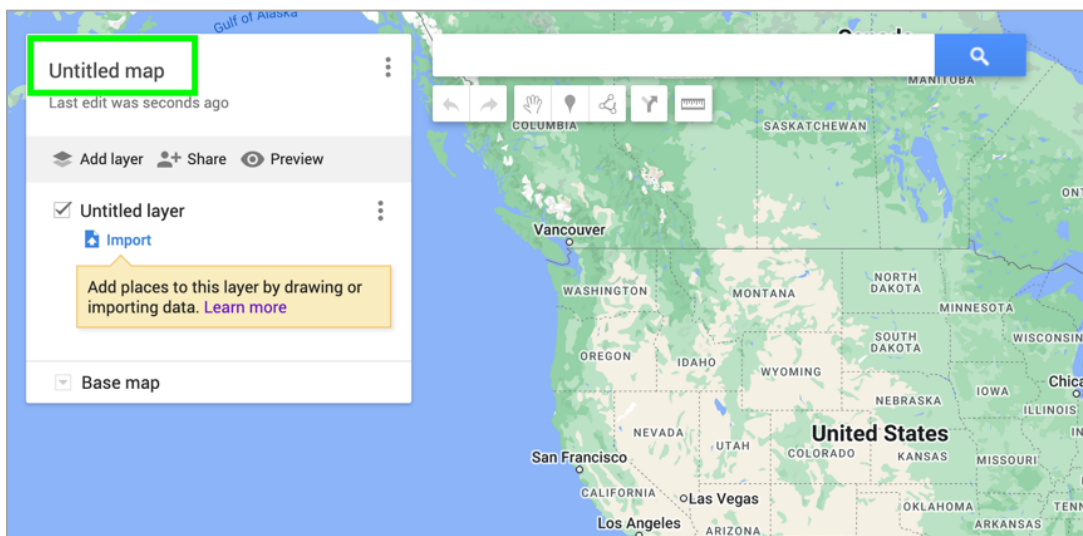 Gulf of Alaska
Untitled map
Last edit was seconds ago
Add layer Share Preview
Untitled layer
Import
Add places to this layer by drawing or
importing data. Learn more
Base map
MANITOBA
COLUMBIA
SASKATCHEWAN
Vancouver
WASHINGTON
MONTANA
NORTH
DAKOTA
MINNESOTA
SOUTH
DAKOTA
WISCONSIN
OREGON
IDAHO
WYOMING
IOWA
NEBRASKA
ILLINOIS
NEVADA
UTAH
United States
COLORADO
KANSAS
MISSOURI
San Francisco
CALIFORNIA
Las Vegas
OKLAHOMA
Los Angeles
ARIZONA
ARKANSAS